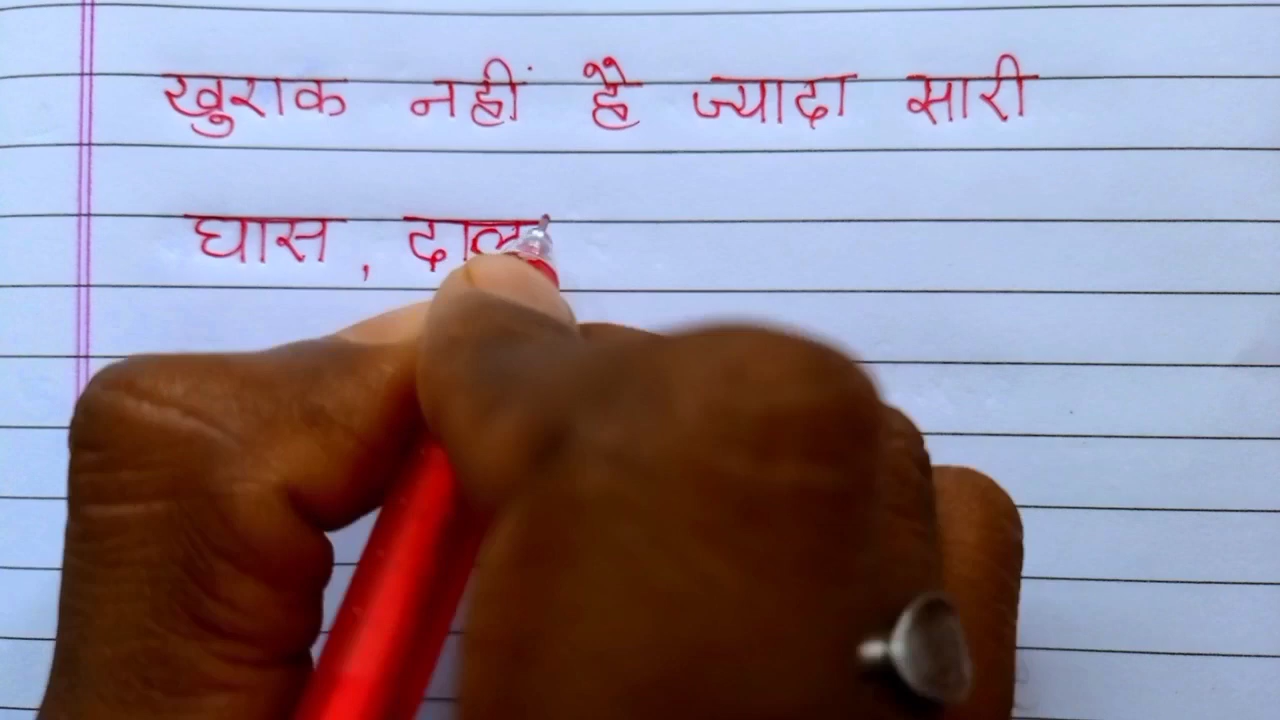 खुराक नहीं है ज्यादा सारी
घास , दाल